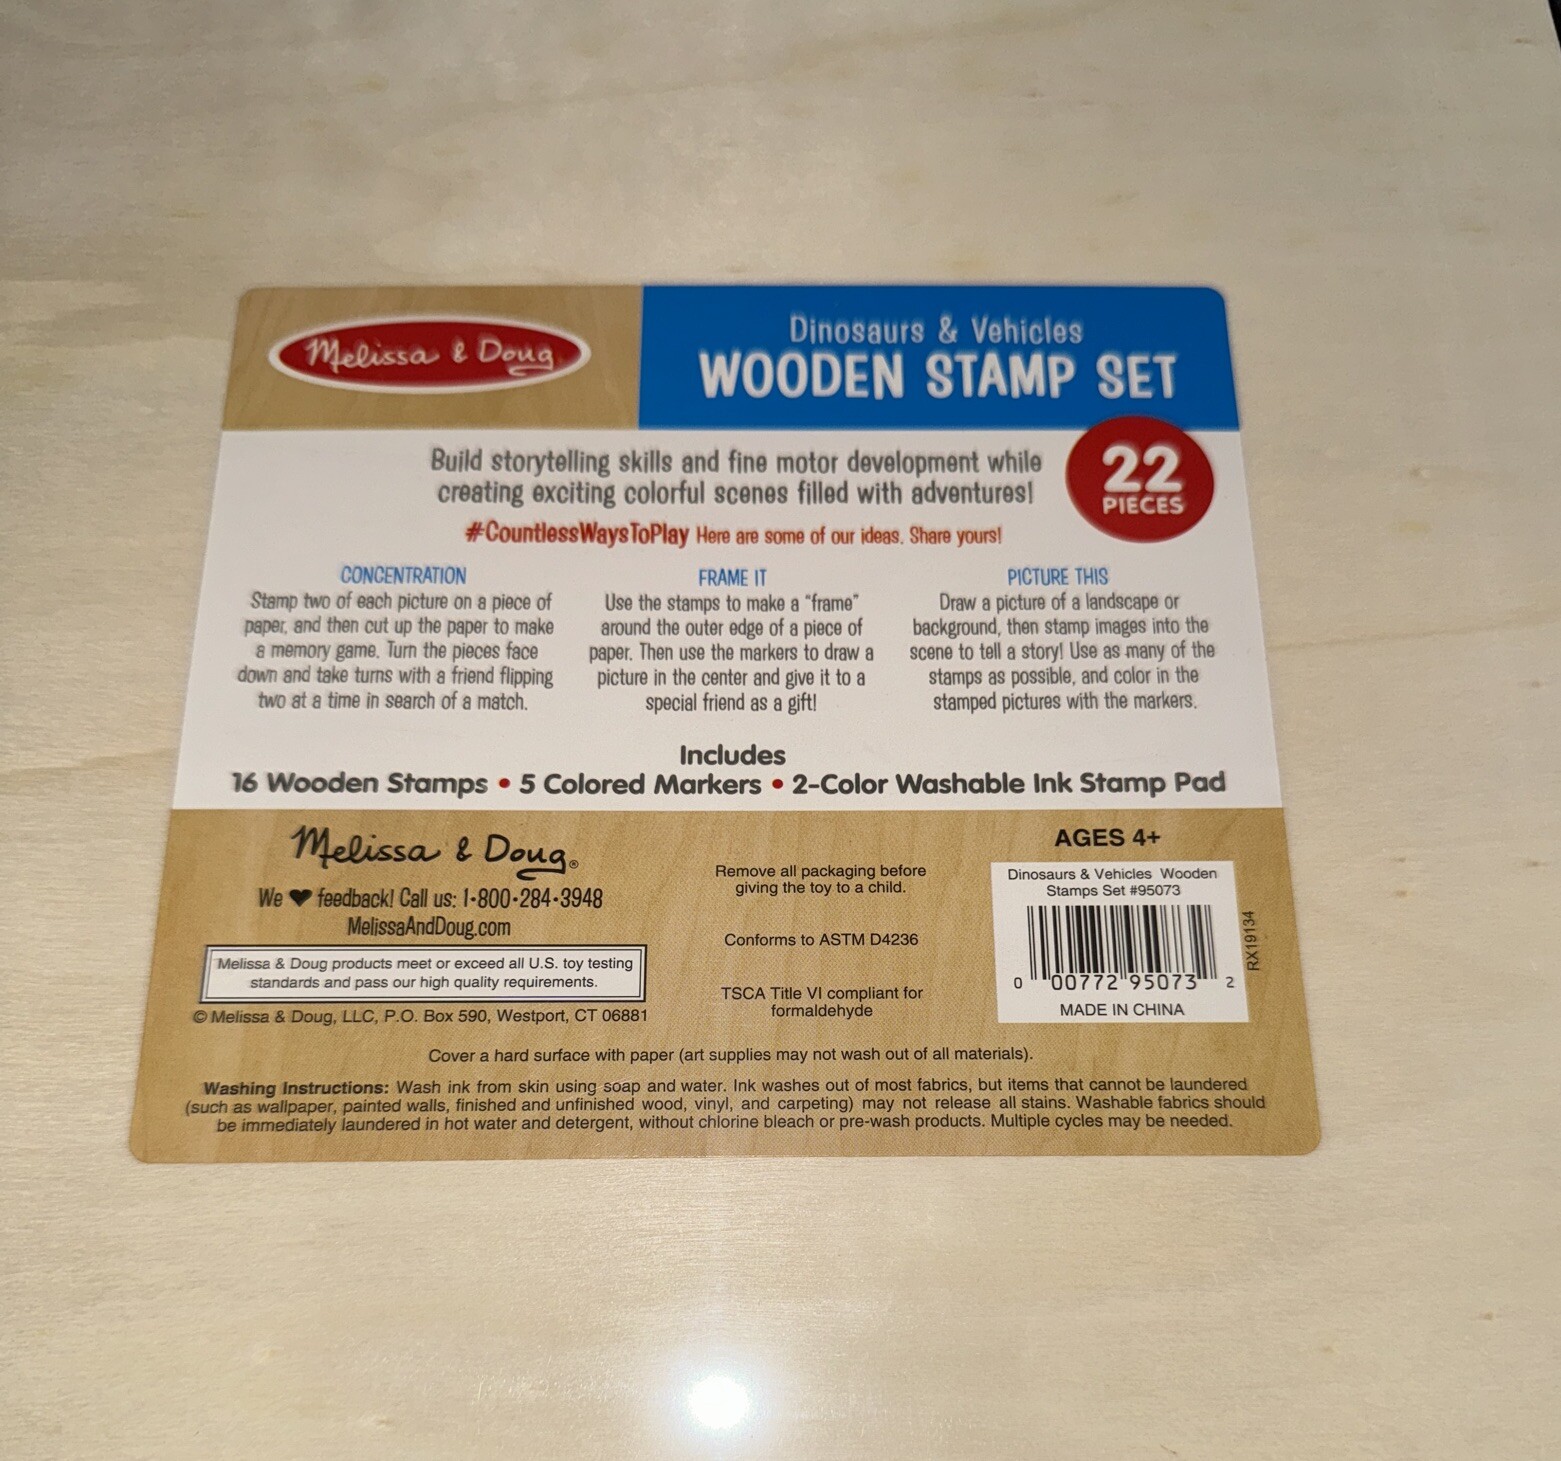 Melissa & Doug
Dinosaurs & Vehicles
WOODEN STAMP SET
Build storytelling skills and fine motor development while
creating exciting colorful scenes filled with adventures!
22
PIECES
#CountlessWaysToPlay Here are some of our ideas. Share yours!
CONCENTRATION
Stamp two of each picture on a piece of
paper, and then cut up the paper to make
a memory game. Turn the pieces face
down and take turns with a friend flipping
two at a time in search of a match.
FRAME IT
Use the stamps to make a "frame"
around the outer edge of a piece of
paper. Then use the markers to draw a
picture in the center and give it to a
special friend as a gift!
PICTURE THIS
Draw a picture of a landscape or
background, then stamp images into the
scene to tell a story! Use as many of the
stamps as possible, and color in the
stamped pictures with the markers.
Includes
16 Wooden Stamps • 5 Colored Markers • 2-Color Washable Ink Stamp Pad
Melissa & Doug®
We ♥ feedback! Call us: 1-800-284-3948
MelissaAndDoug.com
Melissa & Doug products meet or exceed all U.S. toy testing
standards and pass our high quality requirements.
© Melissa & Doug, LLC, P.O. Box 590, Westport, CT 06881
Remove all packaging before
giving the toy to a child.
Conforms to ASTM D4236
TSCA Title VI compliant for
formaldehyde
AGES 4+
Dinosaurs & Vehicles Wooden
Stamps Set #95073
0 00772 95073 2
MADE IN CHINA
RX19134
Cover a hard surface with paper (art supplies may not wash out of all materials).
Washing Instructions: Wash ink from skin using soap and water. Ink washes out of most fabrics, but items that cannot be laundered
(such as wallpaper, painted walls, finished and unfinished wood, vinyl, and carpeting) may not release all stains. Washable fabrics should
be immediately laundered in hot water and detergent, without chlorine bleach or pre-wash products. Multiple cycles may be needed.